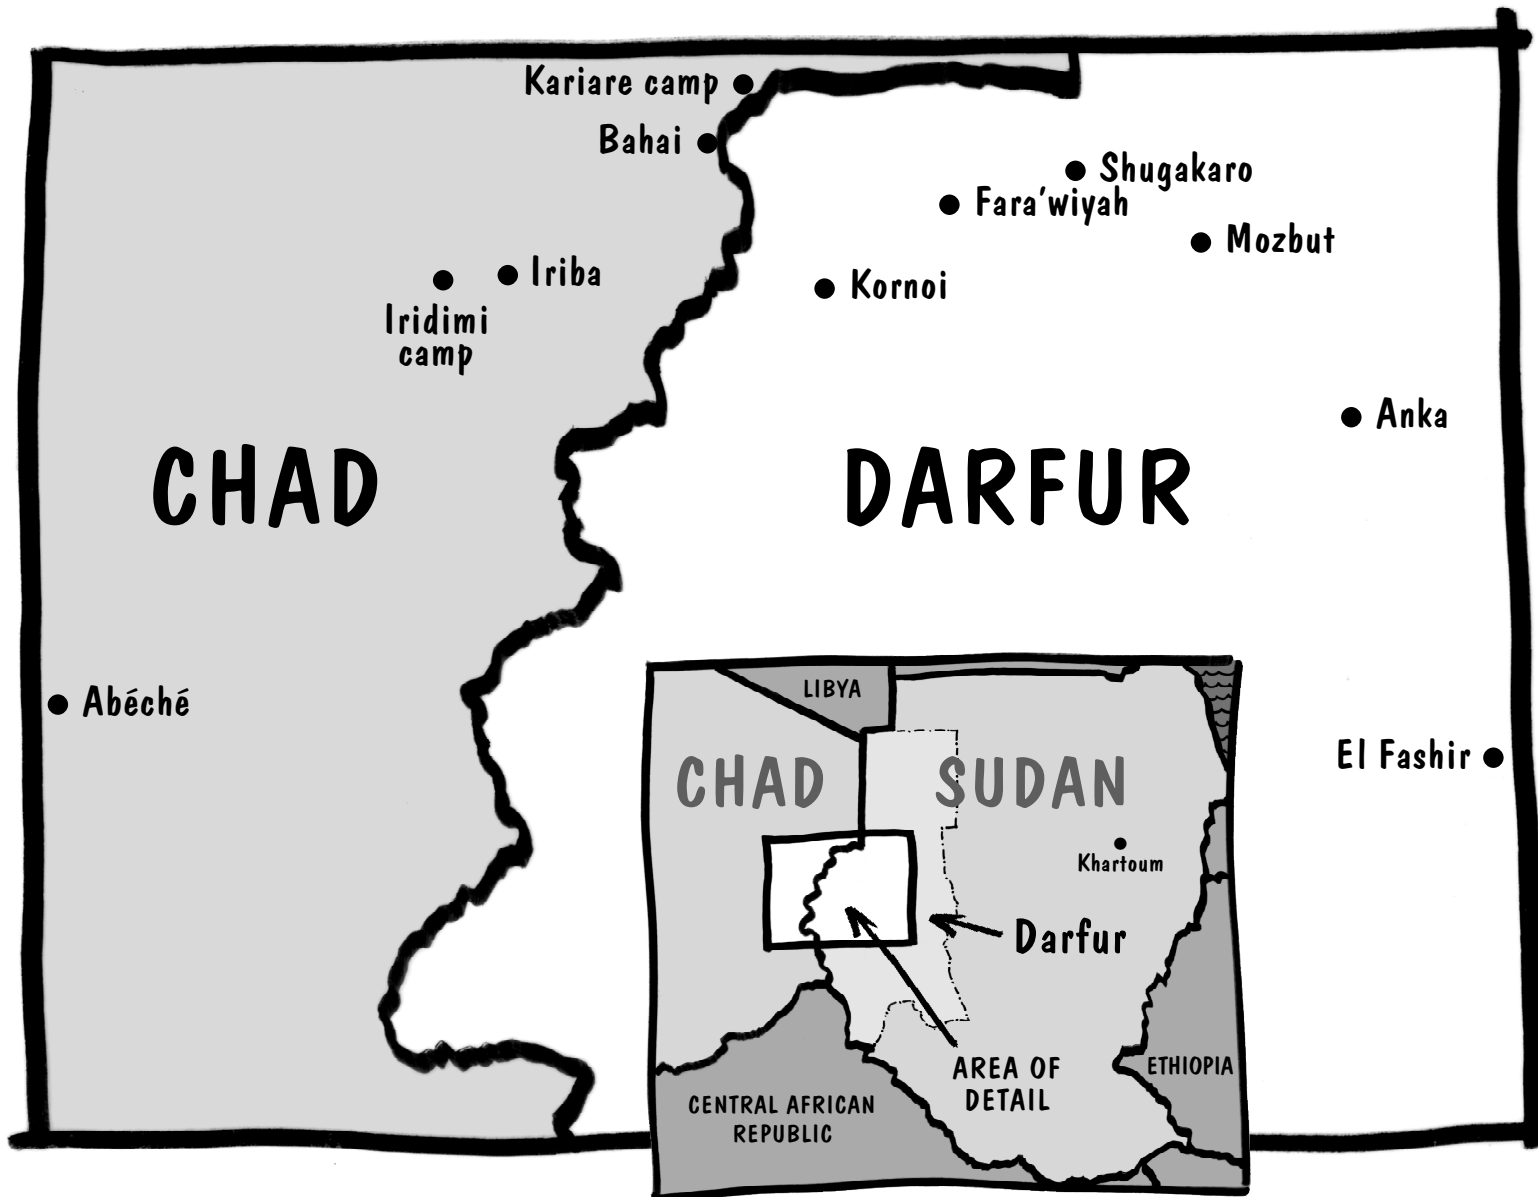 Kariare camp
Bahai
Shugakaro
Fara'wiyah
Mozbut
Iriba
Kornoi
Iridimi
camp
Anka
CHAD
DARFUR
Abéché
El Fashir
LIBYA
CHAD
SUDAN
Khartoum
Darfur
AREA OF
DETAIL
ETHIOPIA
CENTRAL AFRICAN
REPUBLIC